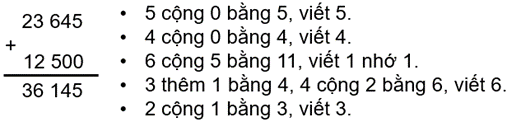 23 645
+
12 500
36 145
• 5 cộng 0 bằng 5, viết 5.
• 4 cộng 0 bằng 4, viết 4.
• 6 cộng 5 bằng 11, viết 1 nhớ 1.
• 3 thêm 1 bằng 4, 4 cộng 2 bằng 6, viết 6.
• 2 cộng 1 bằng 3, viết 3.